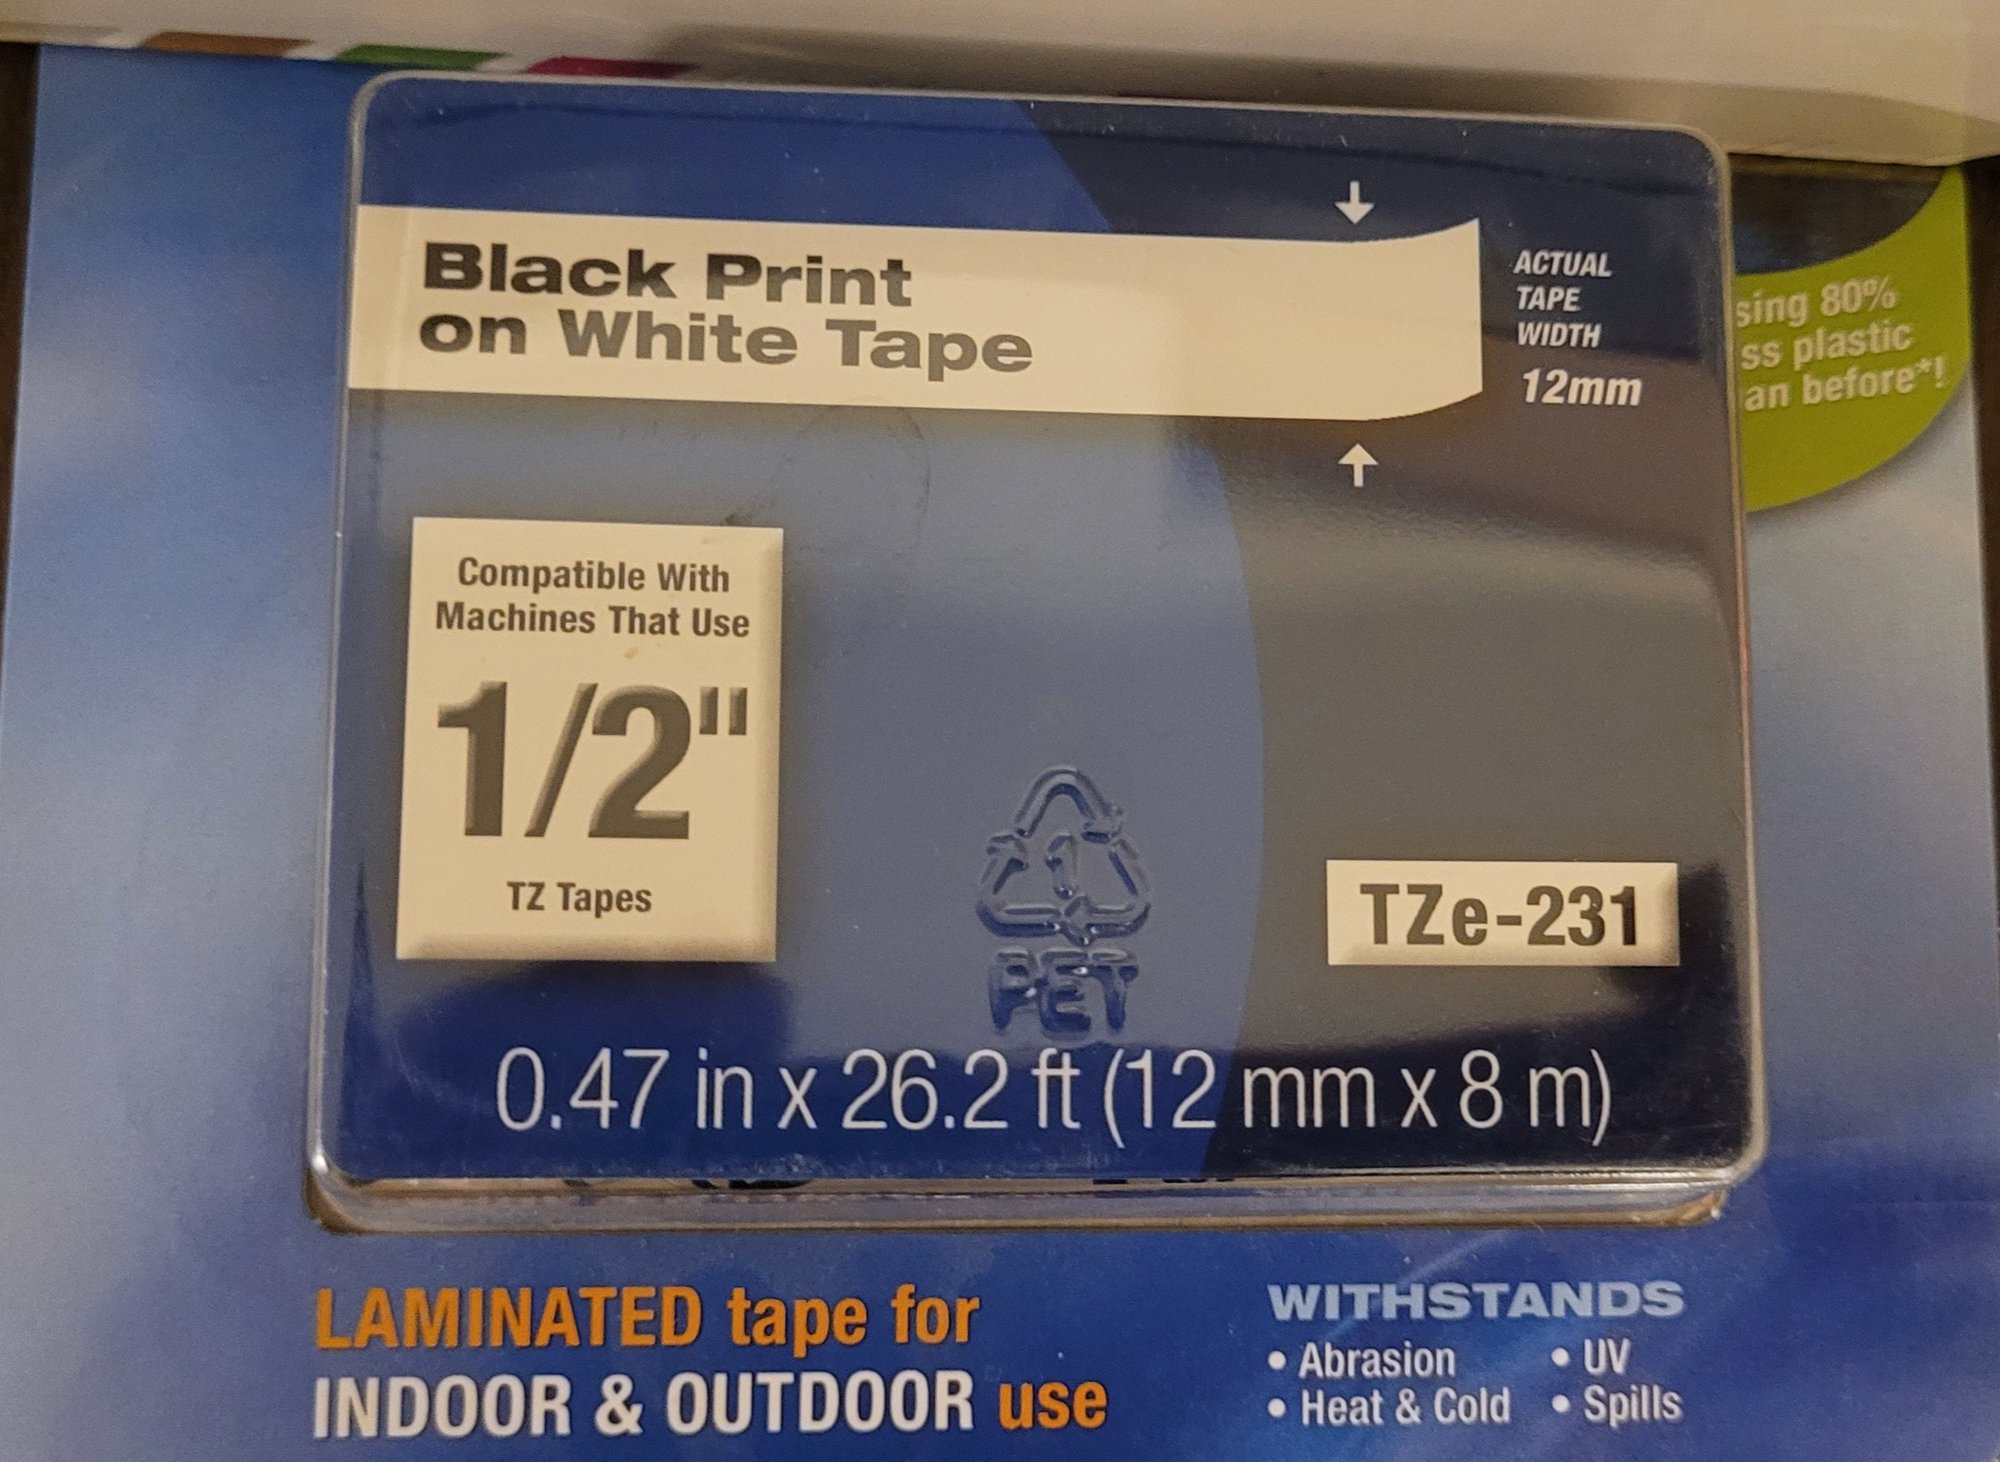 Black Print
on White Tape
ACTUAL
TAPE
WIDTH
12mm
sing 80%
ss plastic
an before*!
Compatible With
Machines That Use
1/2"
TZ Tapes
1
PET
TZe-231
0.47 in x 26.2 ft (12 mm x 8 m)
LAMINATED tape for
INDOOR & OUTDOOR use
WITHSTANDS
• Abrasion
• UV
• Heat & Cold
• Spills